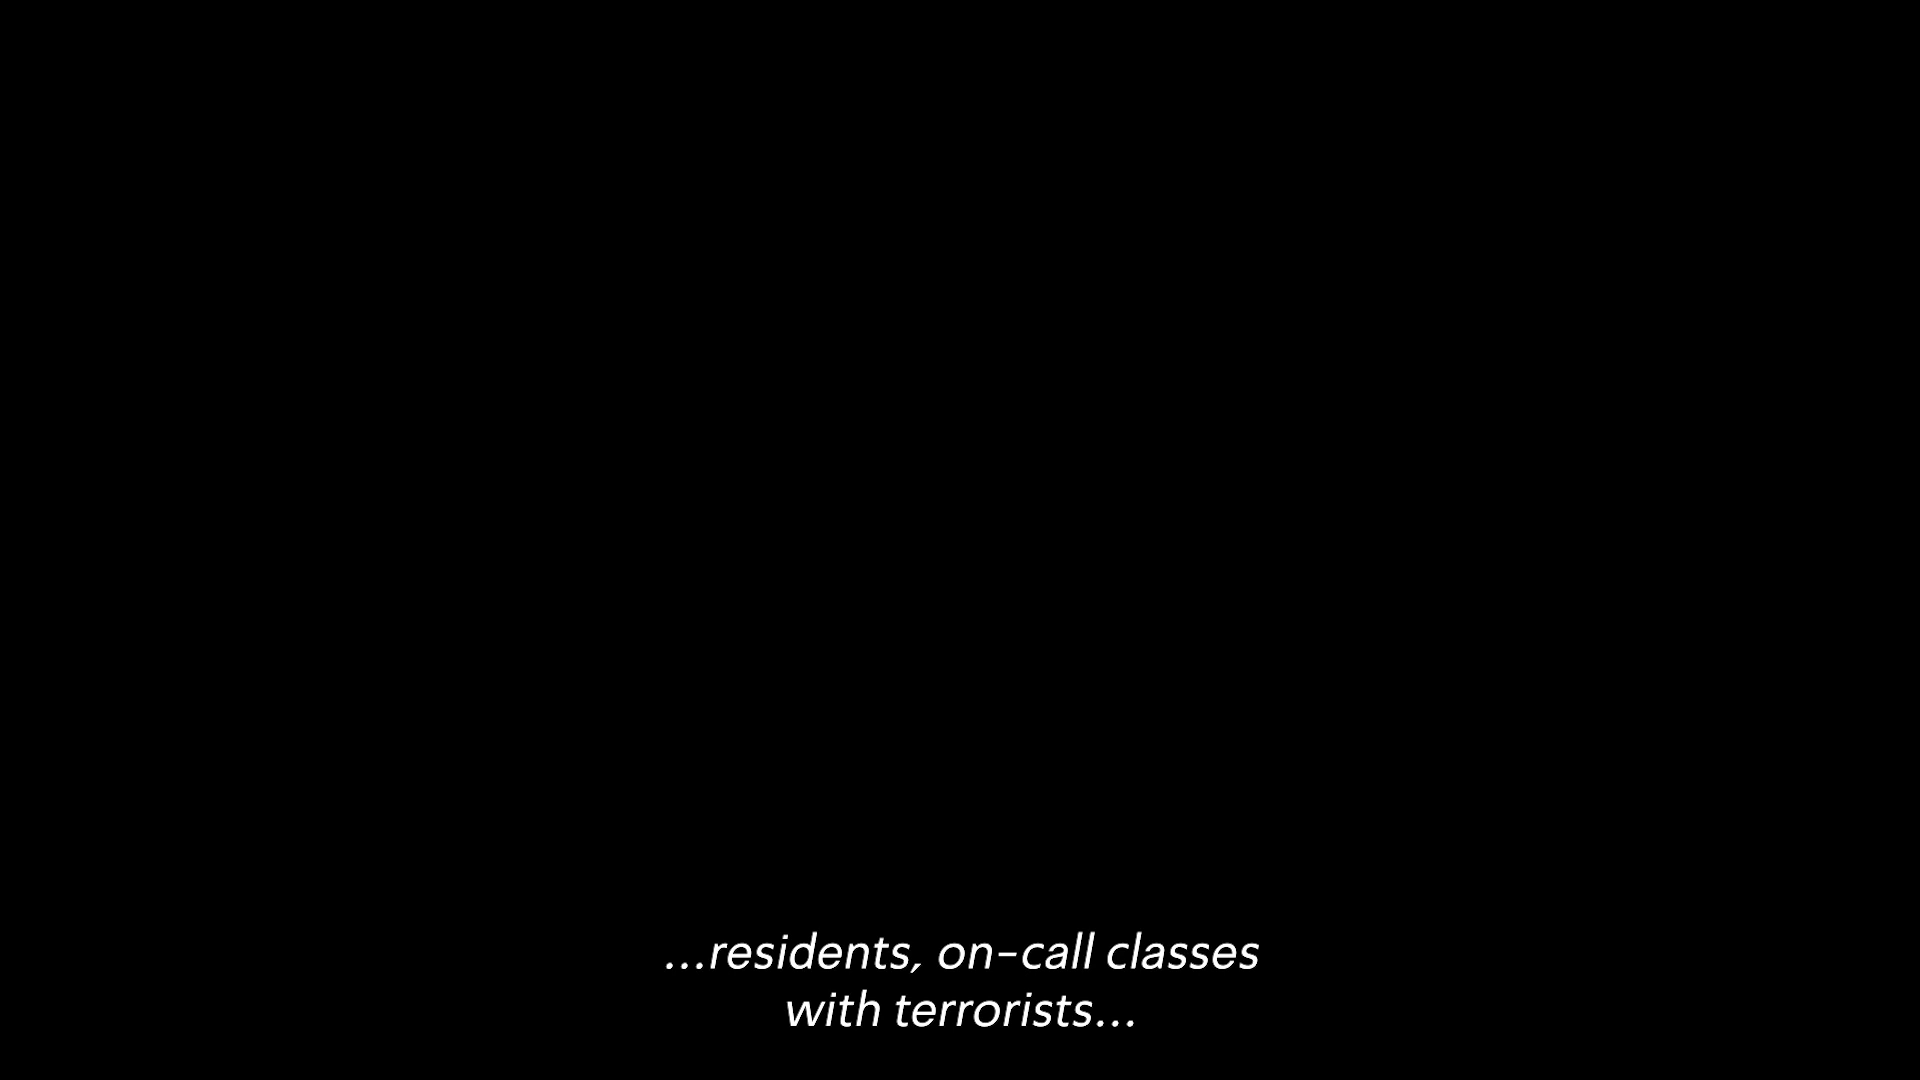 ...residents, on-call classes
with terrorists...